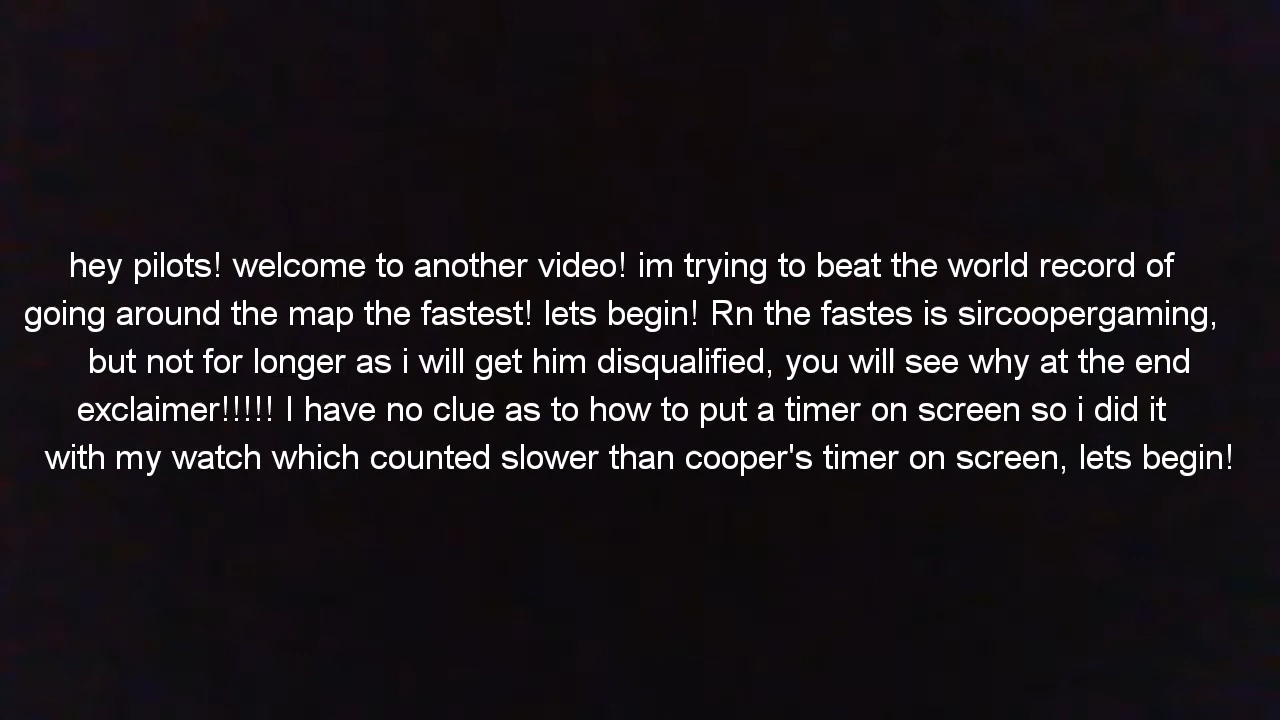 hey pilots! welcome to another video! im trying to beat the world record of
going around the map the fastest! lets begin! Rn the fastes is sircoopergaming,
but not for longer as i will get him disqualified, you will see why at the end
exclaimer!!!!! I have no clue as to how to put a timer on screen so i did it
with my watch which counted slower than cooper's timer on screen, lets begin!